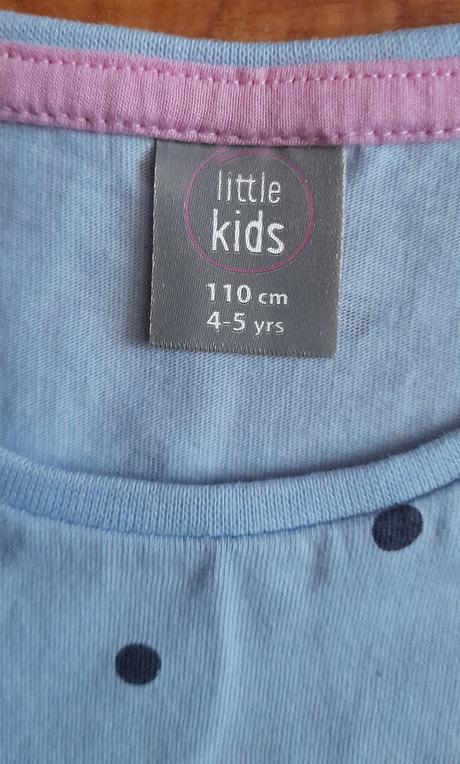 little
kids
110 cm
4-5 yrs